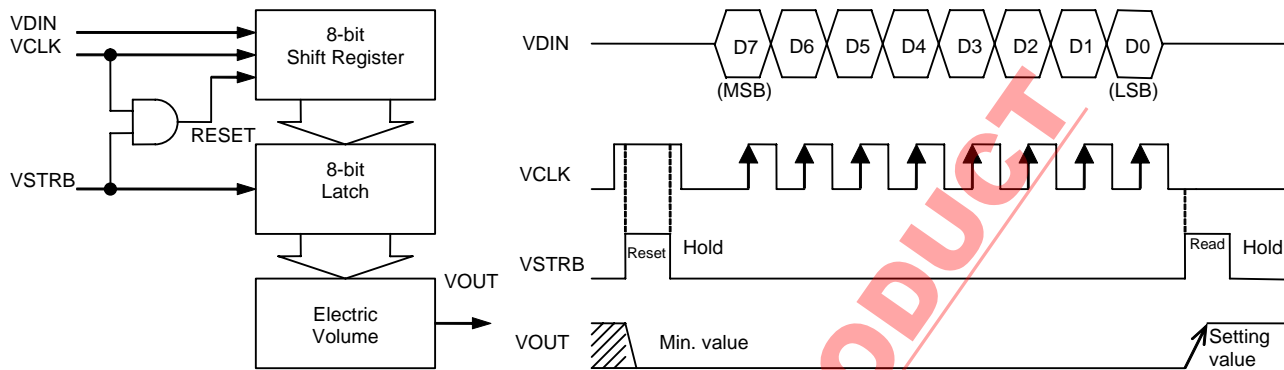 VDIN
VCLK
8-bit
Shift Register
RESET
VSTRB
8-bit
Latch
VOUT
Electric
Volume
VDIN
D7 D6 D5 D4 D3 D2 D1 D0
(MSB) (LSB)
VCLK
VSTRB
Reset
Hold
Read
Hold
VOUT
Min. value
Setting
value
ODUCT